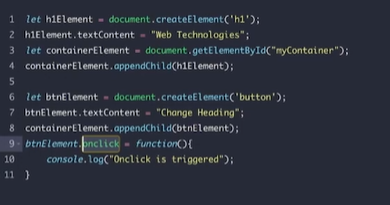 1 let h1Element = document.createElement('h1');
2 h1Element.textContent = "Web Technologies";
3 let containerElement = document.getElementById("myContainer");
4 containerElement.appendChild(h1Element);
5
6 let btnElement = document.createElement('button');
7 btnElement.textContent = "Change Heading";
8 containerElement.appendChild(btnElement);
9 btnElement.onclick = function(){
10 console.log("Onclick is triggered");
11 }